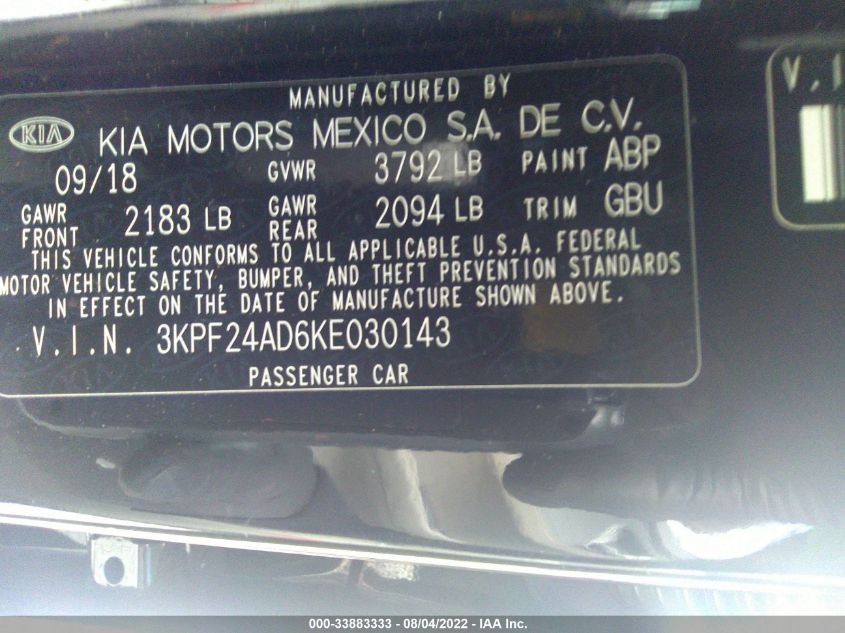 MANUFACTURED BY
KIA KIA MOTORS MEXICO S.A. DE C.V.
09/18 GVWR 3792 LB PAINT ABP
GAWR FRONT 2183 LB GAWR REAR 2094 LB TRIM GBU
THIS VEHICLE CONFORMS TO ALL APPLICABLE U.S.A. FEDERAL
MOTOR VEHICLE SAFETY, BUMPER, AND THEFT PREVENTION STANDARDS
IN EFFECT ON THE DATE OF MANUFACTURE SHOWN ABOVE.
V.I.N. 3KPF24AD6KE030143
PASSENGER CAR
V.I
000-33883333 - 08/04/2022 - IAA Inc.